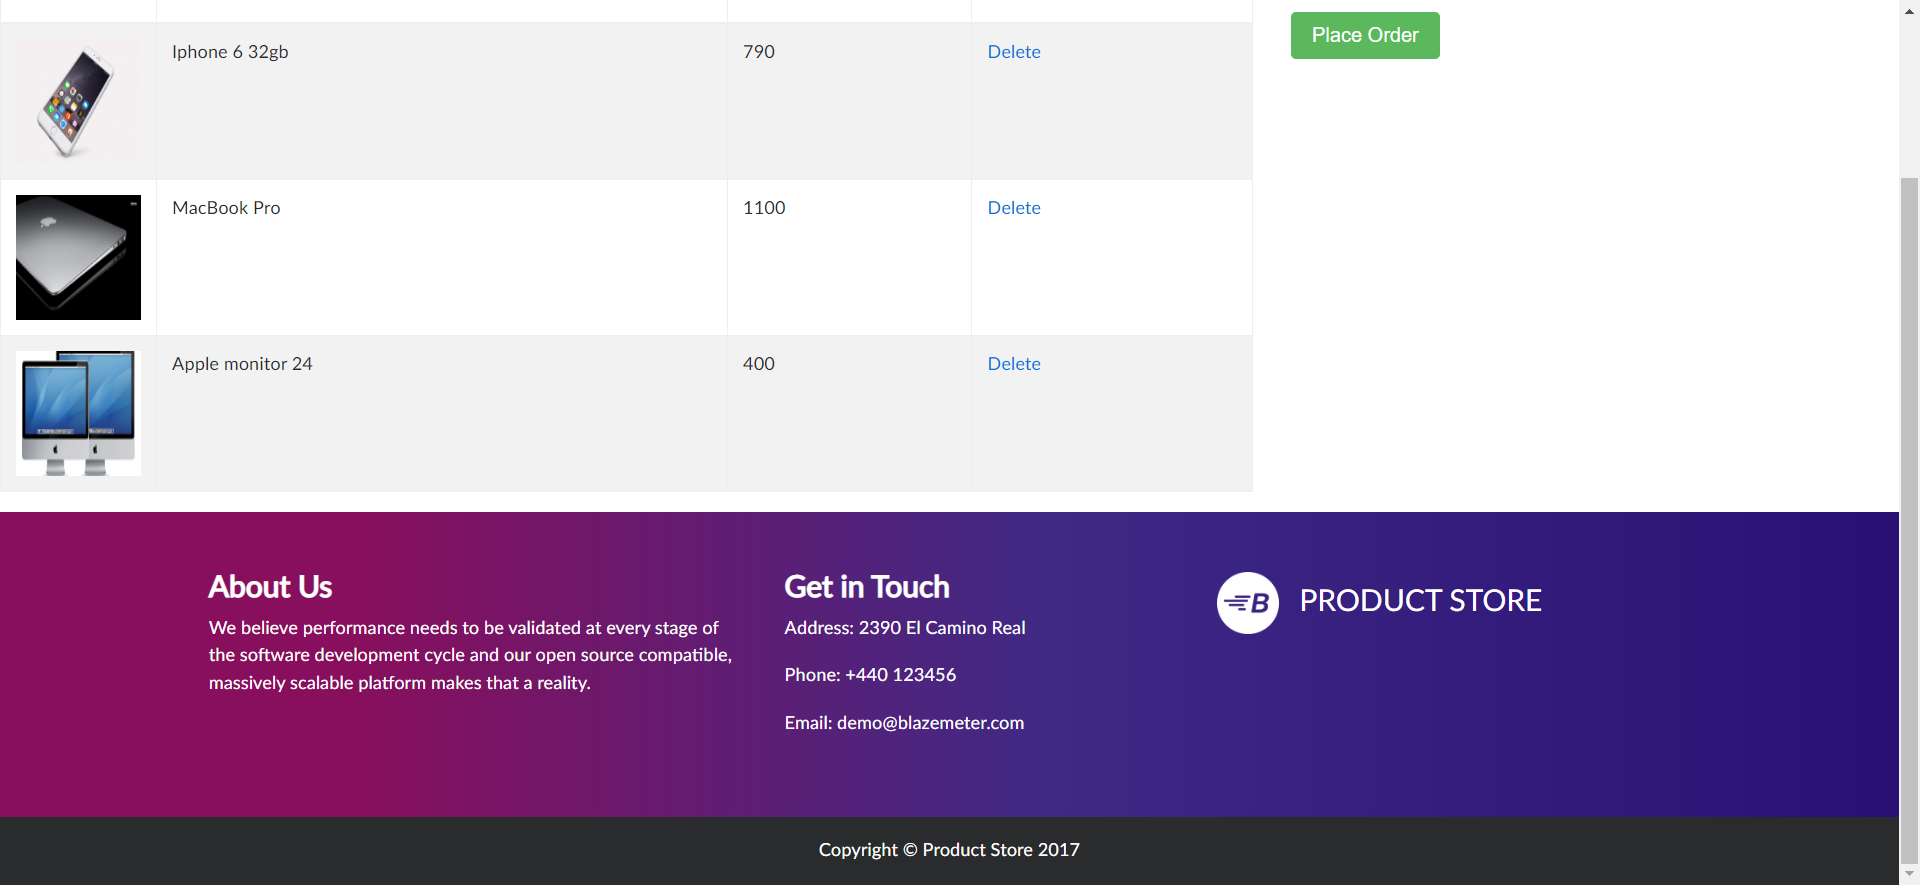 Place Order
Iphone 6 32gb 790 Delete
MacBook Pro 1100 Delete
Apple monitor 24 400 Delete
About Us
We believe performance needs to be validated at every stage of
the software development cycle and our open source compatible,
massively scalable platform makes that a reality.
Get in Touch
Address: 2390 El Camino Real
Phone: +440 123456
Email: demo@blazemeter.com
B PRODUCT STORE
Copyright © Product Store 2017